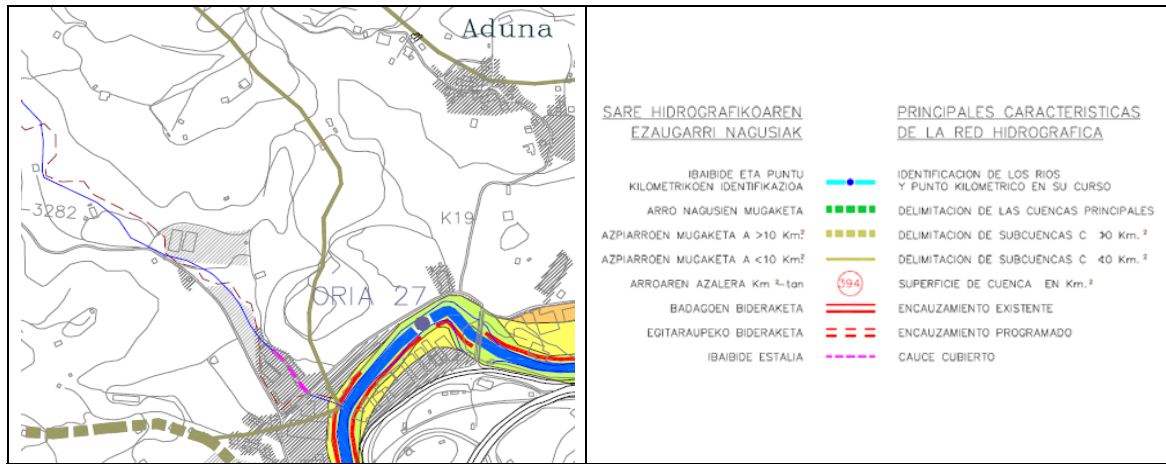 Aduna
3282
K19
ORIA 27
SARE HIDROGRAFIKOAREN
EZAUGARRI NAGUSIAK
PRINCIPALES CARACTERISTICAS
DE LA RED HIDROGRAFICA
IBAIBIDE ETA PUNTU
KILOMETRIKOEN IDENTIFIKAZIOA
IDENTIFICACION DE LOS RIOS
Y PUNTO KILOMETRICO EN SU CURSO
ARRO NAGUSIEN MUGAKETA
DELIMITACION DE LAS CUENCAS PRINCIPALES
AZPIARROEN MUGAKETA A >10 Km.²
DELIMITACION DE SUBCUENCAS C Km.²
AZPIARROEN MUGAKETA A <10 Km.²
DELIMITACION DE SUBCUENCAS C Km.²
ARROAREN AZALERA Km ²-tan
394
SUPERFICIE DE CUENCA EN Km.²
BADAGOEN BIDERAKETA
ENCAUZAMIENTO EXISTENTE
EGITARAUPEKO BIDERAKETA
ENCAUZAMIENTO PROGRAMADO
IBAIBIDE ESTALIA
CAUCE CUBIERTO